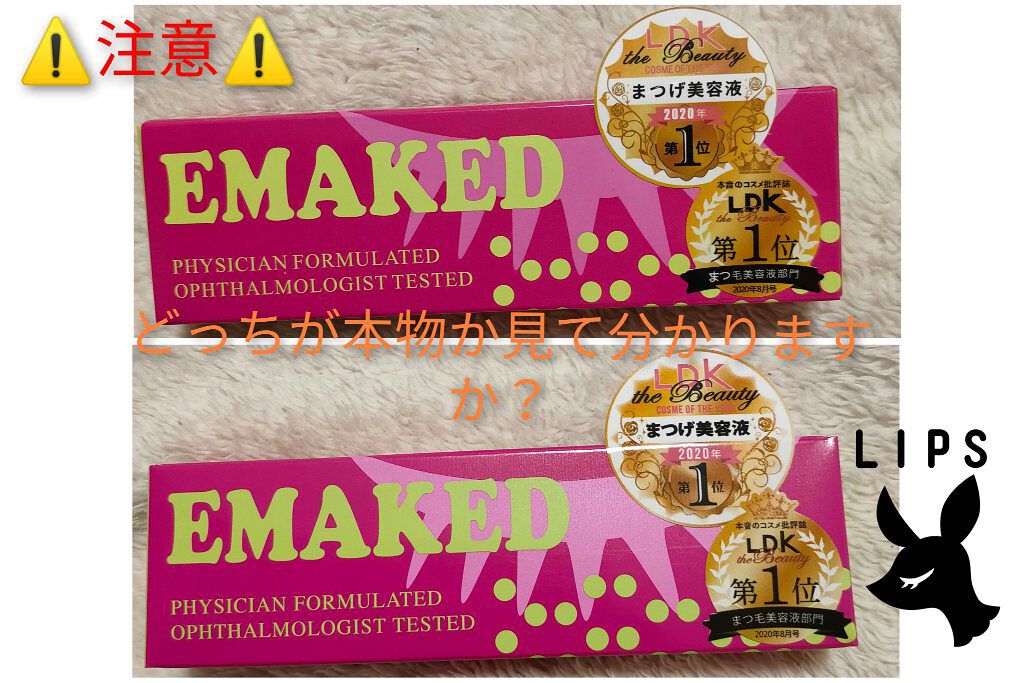 ⚠️注意⚠️
LDK
the Beauty
COSME OF THE YEAR
まつげ美容液
2020年
第1位
EMAKED
本音のコスメ批評誌
LDK
the Beauty
第1位
まつ毛美容液部門
2020年8月号
PHYSICIAN FORMULATED
OPHTHALMOLOGIST TESTED
どっちが本物か見て分かります
か？
LDK
the Beauty
COSME OF THE YEAR
まつげ美容液
2020年
第1位
EMAKED
本音のコスメ批評誌
LDK
the Beauty
第1位
まつ毛美容液部門
2020年8月号
PHYSICIAN FORMULATED
OPHTHALMOLOGIST TESTED
LIPS